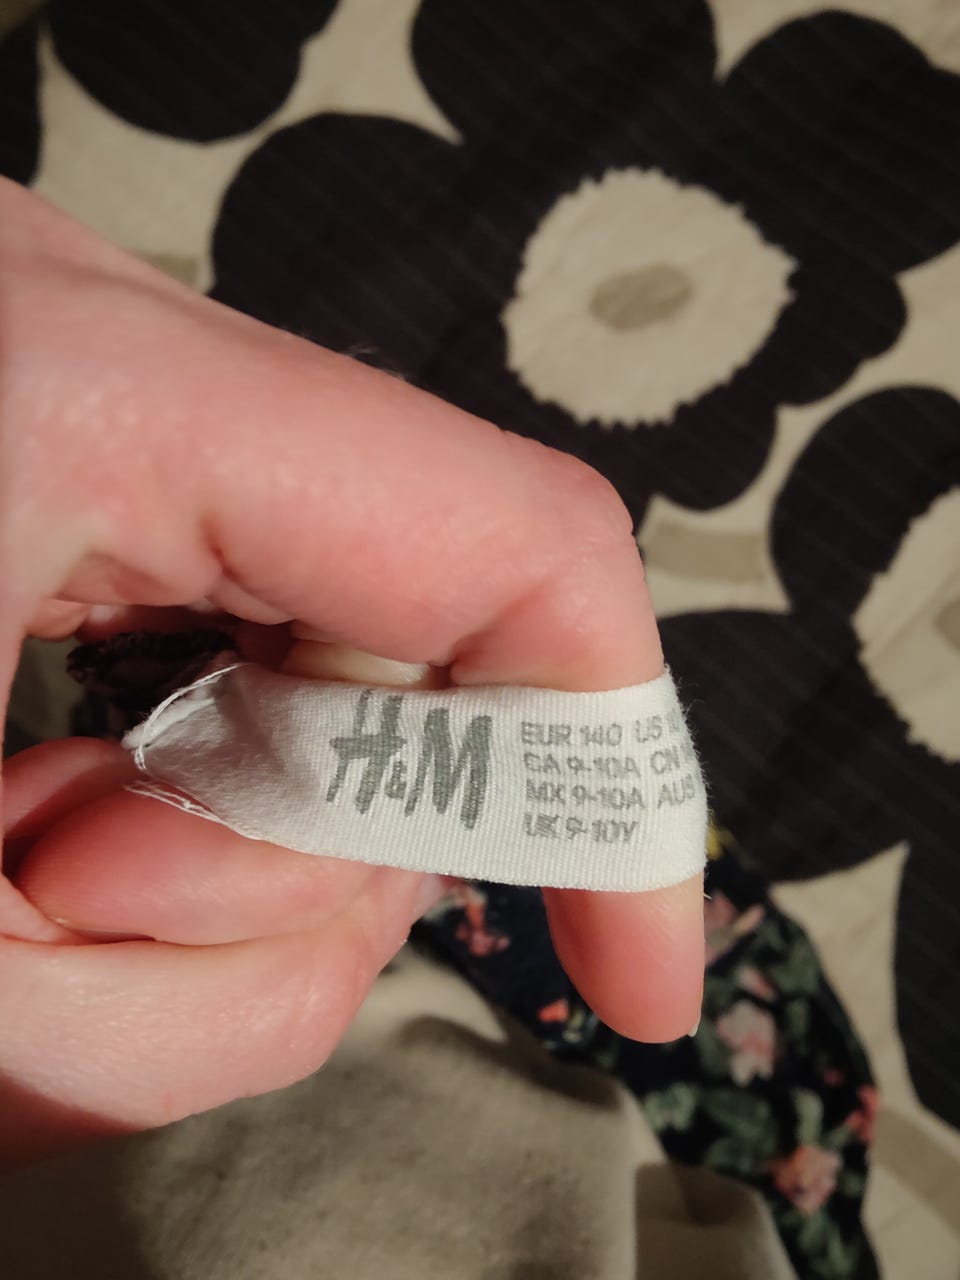 H&M
EUR 140 US
CA 9-10A CN
MX 9-10A AUS
UK 9-10Y